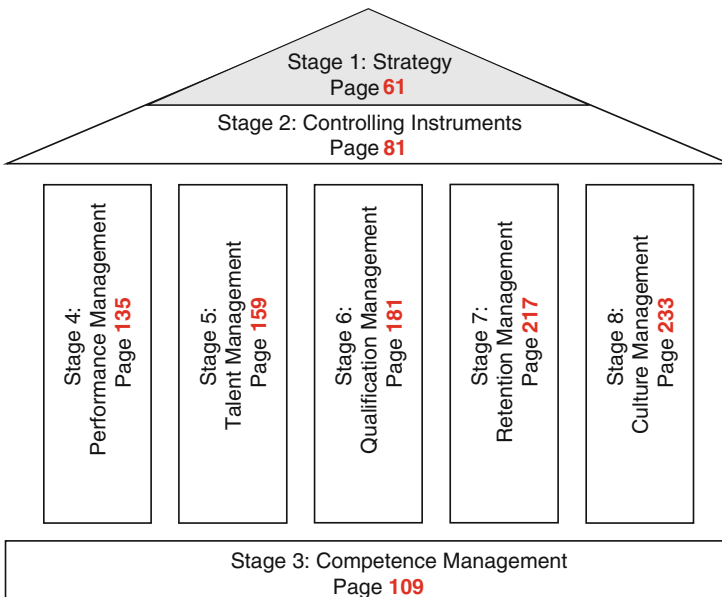 Stage 1: Strategy
Page 61
Stage 2: Controlling Instruments
Page 81
Stage 4:
Performance Management
Page 135
Stage 5:
Talent Management
Page 159
Stage 6:
Qualification Management
Page 181
Stage 7:
Retention Management
Page 217
Stage 8:
Culture Management
Page 233
Stage 3: Competence Management
Page 109